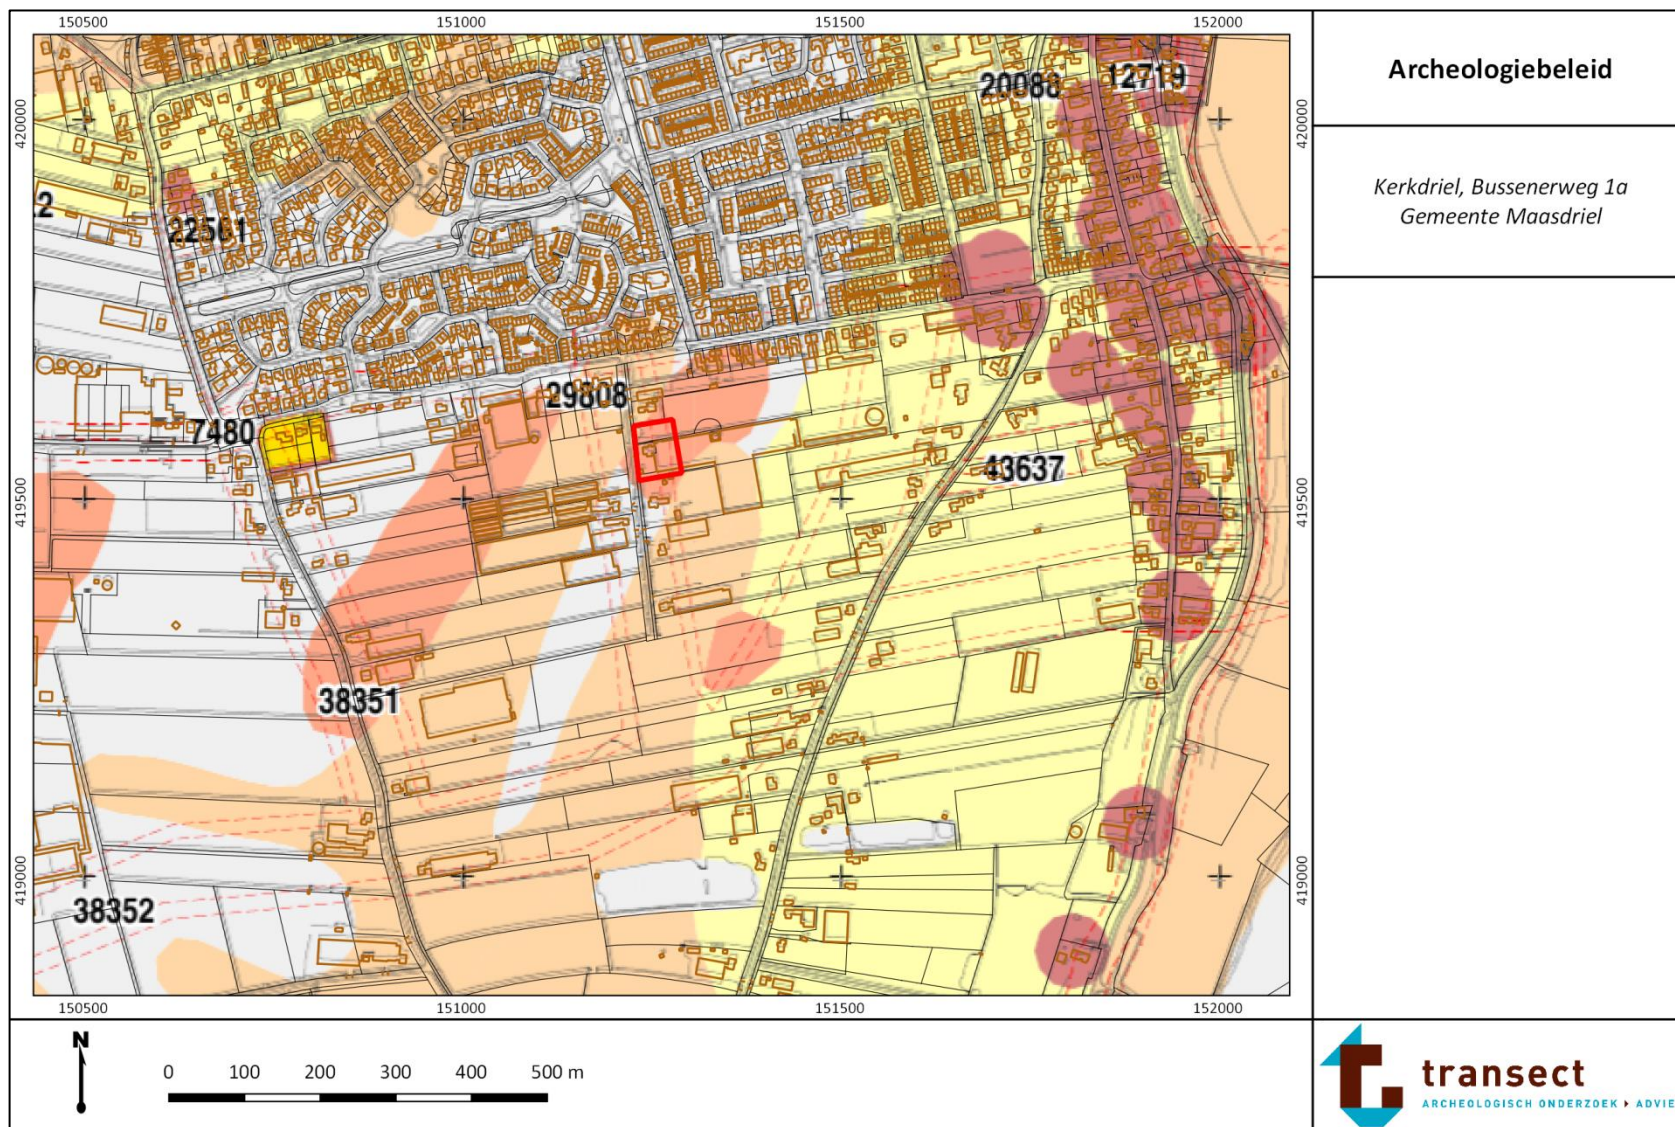 150500 151000 151500 152000
Archeologiebeleid
Kerkdriel, Bussenerweg 1a
Gemeente Maasdriel
420000 420000
20088 12719
.2
22561
29808
7480
43637
419500 419500
38351
419000 419000
38352
150500 151000 151500 152000
N
0 100 200 300 400 500 m
transect
ARCHEOLOGISCH ONDERZOEK ▸ ADVIE